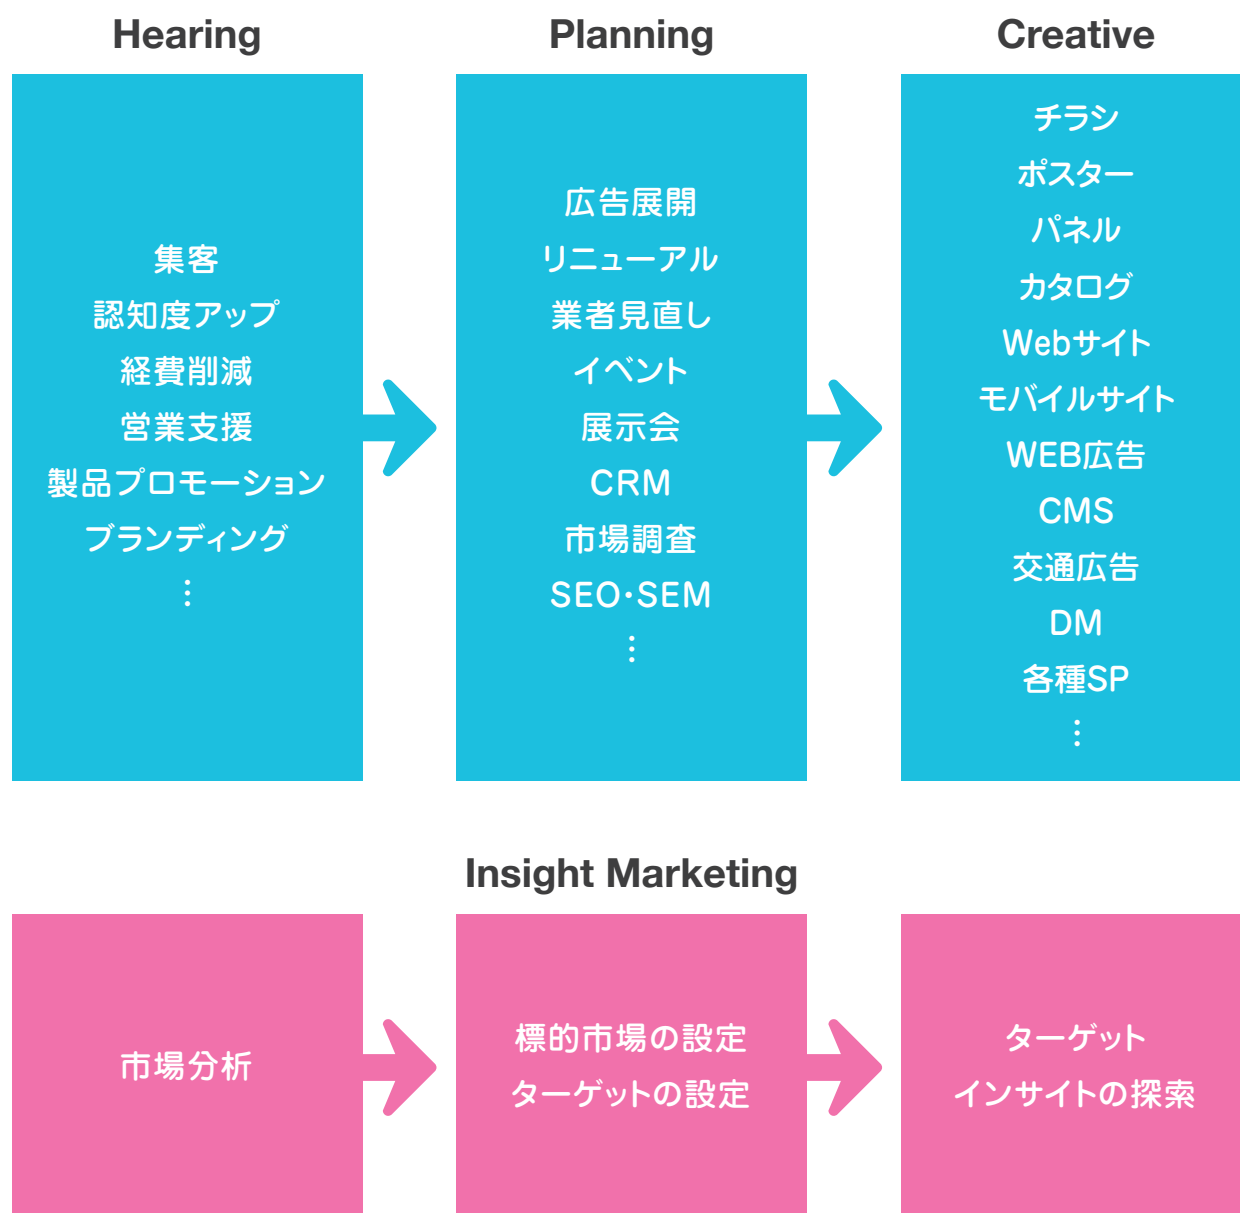 Hearing
集客
認知度アップ
経費削減
営業支援
製品プロモーション
ブランディング
⋮
Planning
広告展開
リニューアル
業者見直し
イベント
展示会
CRM
市場調査
SEO・SEM
⋮
Creative
チラシ
ポスター
パネル
カタログ
Webサイト
モバイルサイト
WEB広告
CMS
交通広告
DM
各種SP
⋮
Insight Marketing
市場分析
標的市場の設定
ターゲットの設定
ターゲット
インサイトの探索